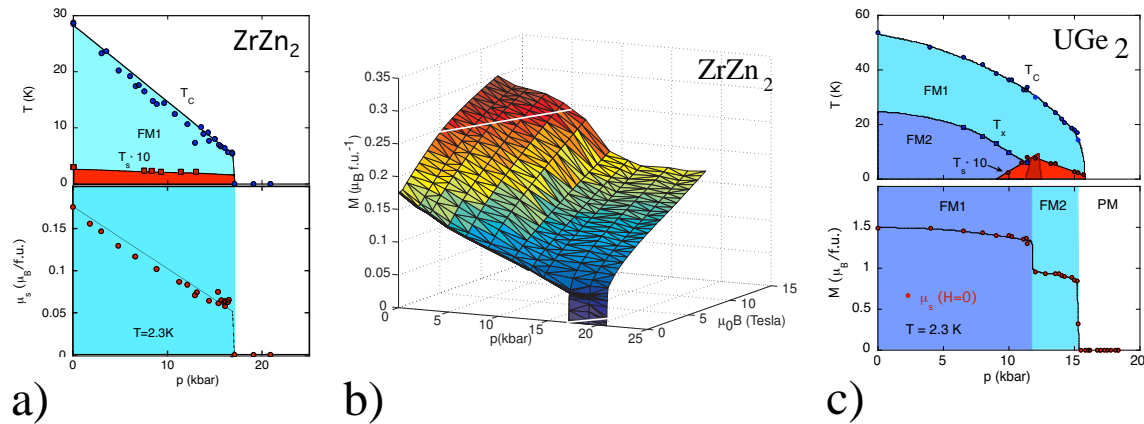 ZrZn2
T (K)
30
20
10
0
TC
FM1
Ts · 10
μs (μB/f.u.)
0.15
0.1
0.05
0
T=2.3K
0
10
20
p (kbar)
a)
ZrZn2
M (μB f.u.-1)
0.35
0.3
0.25
0.2
0.15
0.1
0.05
0
0
5
10
15
20
25
p(kbar)
0
5
10
15
μ0B (Tesla)
b)
UGe2
T (K)
60
40
20
0
TC
FM1
Tx
FM2
Ts · 10
FM1
FM2
PM
M (μB/f.u.)
1.5
1
0.5
0
μs (H=0)
T = 2.3 K
0
5
10
15
20
p (kbar)
c)